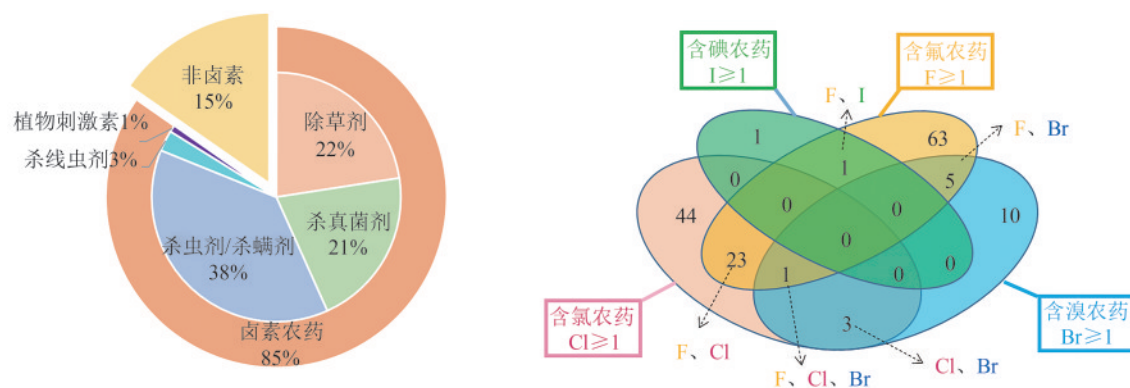 非卤素
15%
植物刺激素1%
杀线虫剂3%
除草剂
22%
杀真菌剂
21%
杀虫剂/杀螨剂
38%
卤素农药
85%
含碘农药
I≥1
含氟农药
F≥1
F、I
F、Br
1
63
1
5
0
0
0
44
10
0
23
1
0
0
3
含氯农药
Cl≥1
含溴农药
Br≥1
F、Cl
F、Cl、Br
Cl、Br